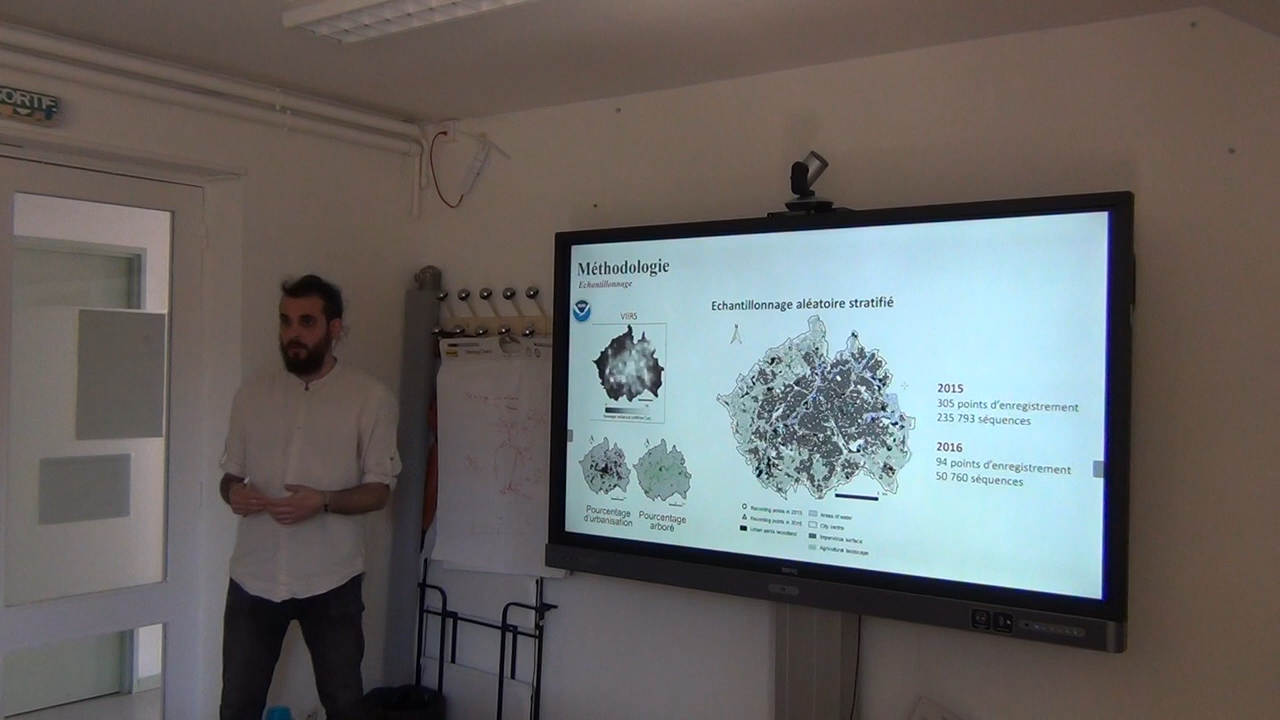 SORTIE
Méthodologie
Echantillonnage
VIIRS
Echantillonnage aléatoire stratifié
2015
305 points d'enregistrement
235 793 séquences
2016
94 points d'enregistrement
50 760 séquences
Pourcentage
d'urbanisation
Pourcentage
arboré
Recording points in 2015
Recording points in 2016
Urban parks woodland
Areas of water
City centre
Impervious surface
Agricultural landscape
BenQ